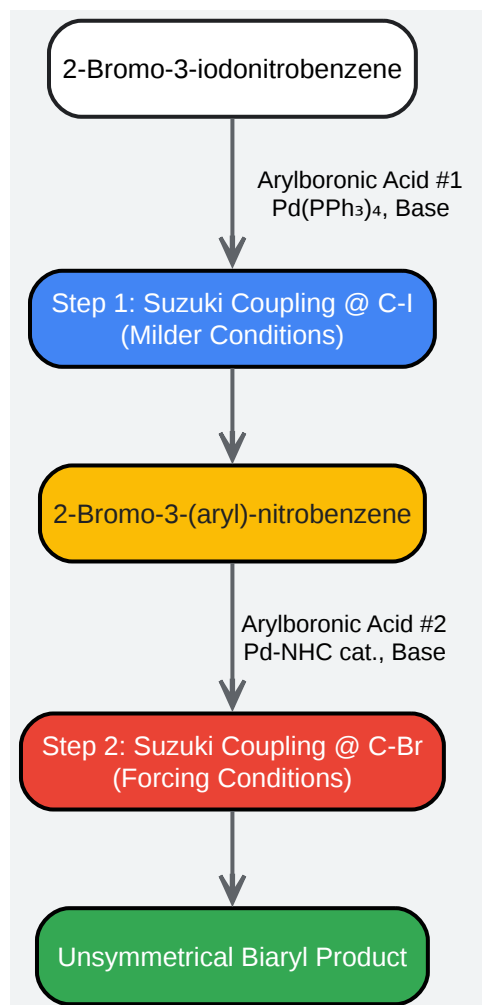 2-Bromo-3-iodonitrobenzene
Arylboronic Acid #1
Pd(PPh₃)₄, Base
Step 1: Suzuki Coupling @ C-I
(Milder Conditions)
2-Bromo-3-(aryl)-nitrobenzene
Arylboronic Acid #2
Pd-NHC cat., Base
Step 2: Suzuki Coupling @ C-Br
(Forcing Conditions)
Unsymmetrical Biaryl Product